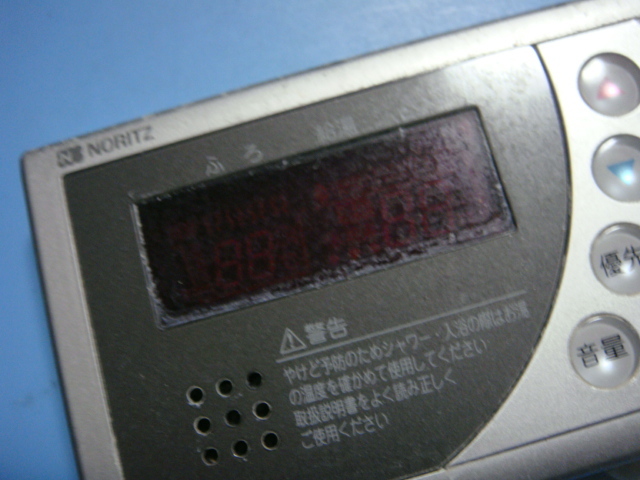 NORITZ
ふろ 給湯
⚠警告
やけど予防のためシャワー・入浴の際はお湯
の温度を確かめて使用してください
取扱説明書をよく読み正しく
ご使用ください
優先
音量